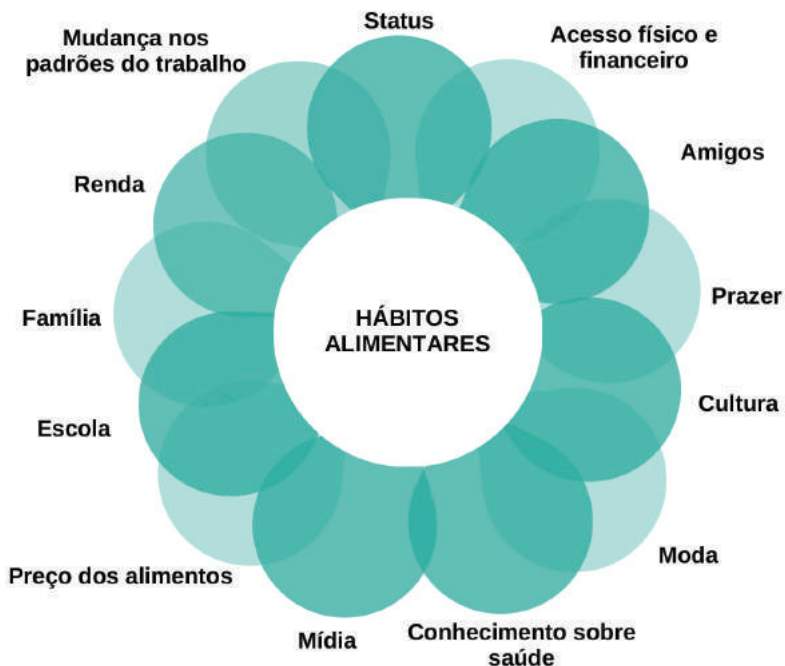 Status
Mudança nos
padrões do trabalho
Acesso físico e
financeiro
Amigos
Renda
Prazer
Família
HÁBITOS
ALIMENTARES
Cultura
Escola
Moda
Preço dos alimentos
Mídia
Conhecimento sobre
saúde